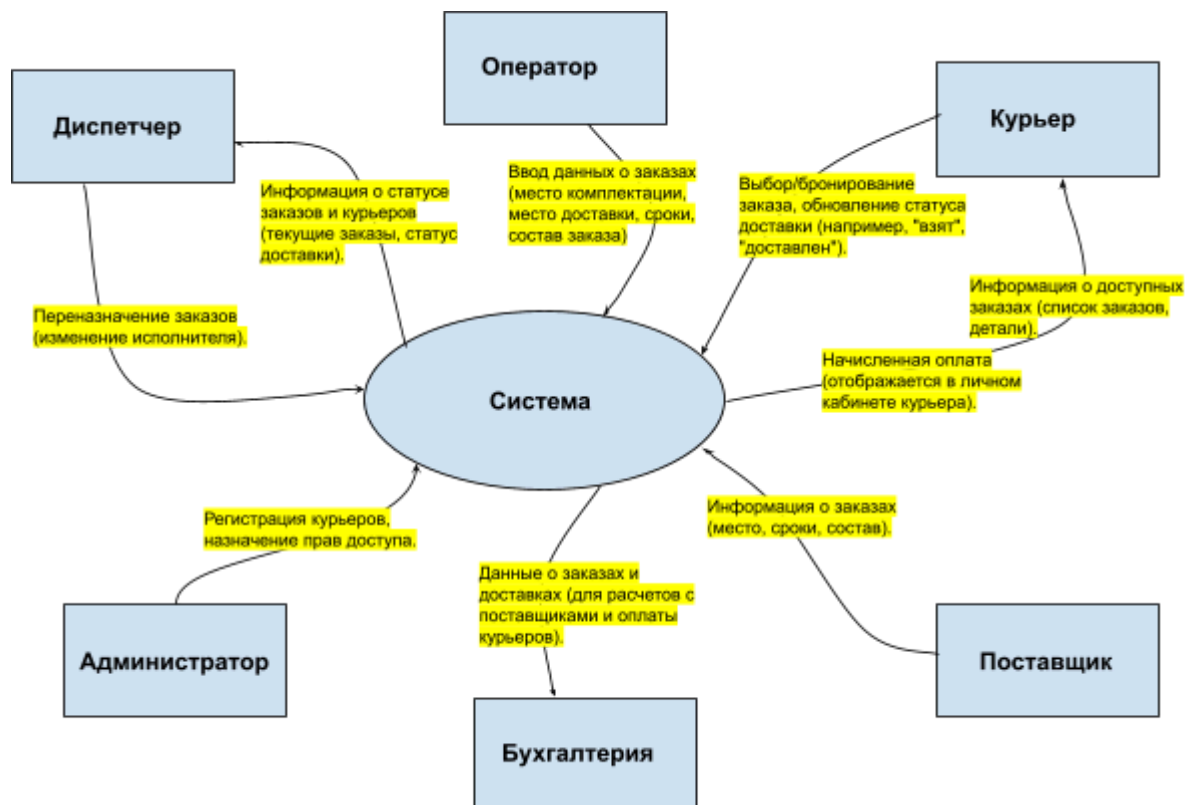 Оператор
Диспетчер
Курьер
Ввод данных о заказах
(место комплектации,
место доставки, сроки,
состав заказа)
Информация о статусе
заказов и курьеров
(текущие заказы, статус
доставки).
Выбор/бронирование
заказа, обновление статуса
доставки (например, "взят",
"доставлен").
Переназначение заказов
(изменение исполнителя).
Информация о доступных
заказах (список заказов,
детали).
Начисленная оплата
(отображается в личном
кабинете курьера).
Система
Регистрация курьеров,
назначение прав доступа.
Информация о заказах
(место, сроки, состав).
Данные о заказах и
доставках (для расчетов с
поставщиками и оплаты
курьеров).
Администратор
Поставщик
Бухгалтерия